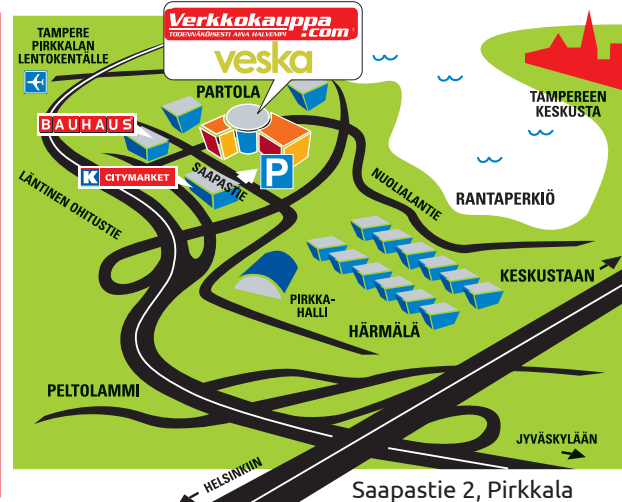 Verkkokauppa
.com
TODENNÄKÖISESTI AINA HALVEMPI
veska
TAMPERE
PIRKKALAN
LENTOKENTÄLLE
PARTOLA
TAMPEREEN
KESKUSTA
BAUHAUS
K CITYMARKET
SAAPASTIE
P
NUOLIALANTIE
RANTAPERKIÖ
LÄNTINEN OHITUSTIE
KESKUSTAAN
PIRKKA-
HALLI
HÄRMÄLÄ
PELTOLAMMI
JYVÄSKYLÄÄN
HELSINKIIN
Saapastie 2, Pirkkala